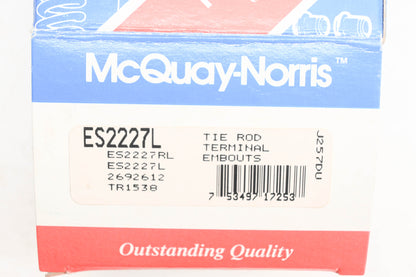 McQuay-Norris™
ES2227L
ES2227RL
ES2227L
2692612
TR1538
TIE ROD
TERMINAL
EMBOUTS
J257DU
7 53497 17253
Outstanding Quality